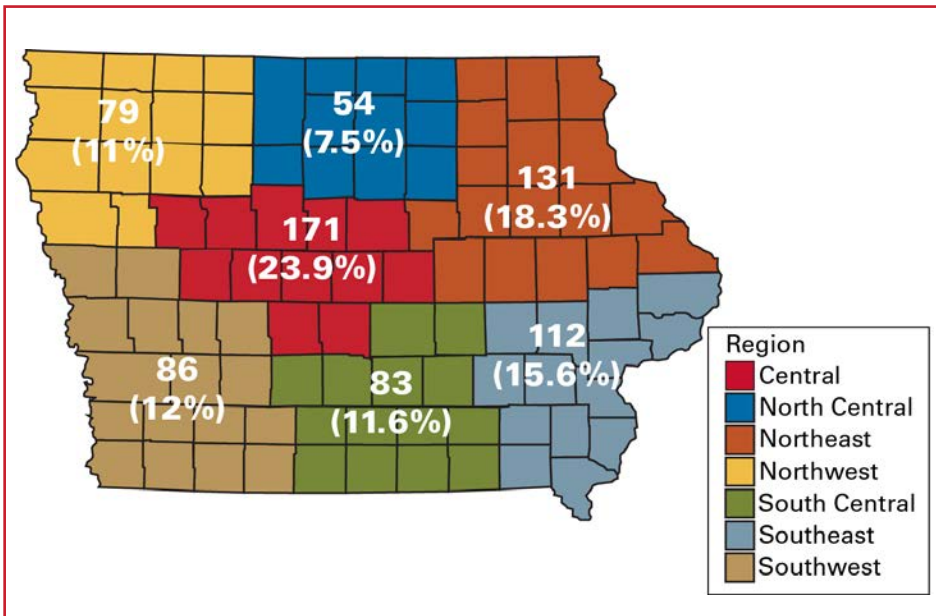 79
(11%)
54
(7.5%)
131
(18.3%)
171
(23.9%)
112
(15.6%)
86
(12%)
83
(11.6%)
Region
Central
North Central
Northeast
Northwest
South Central
Southeast
Southwest